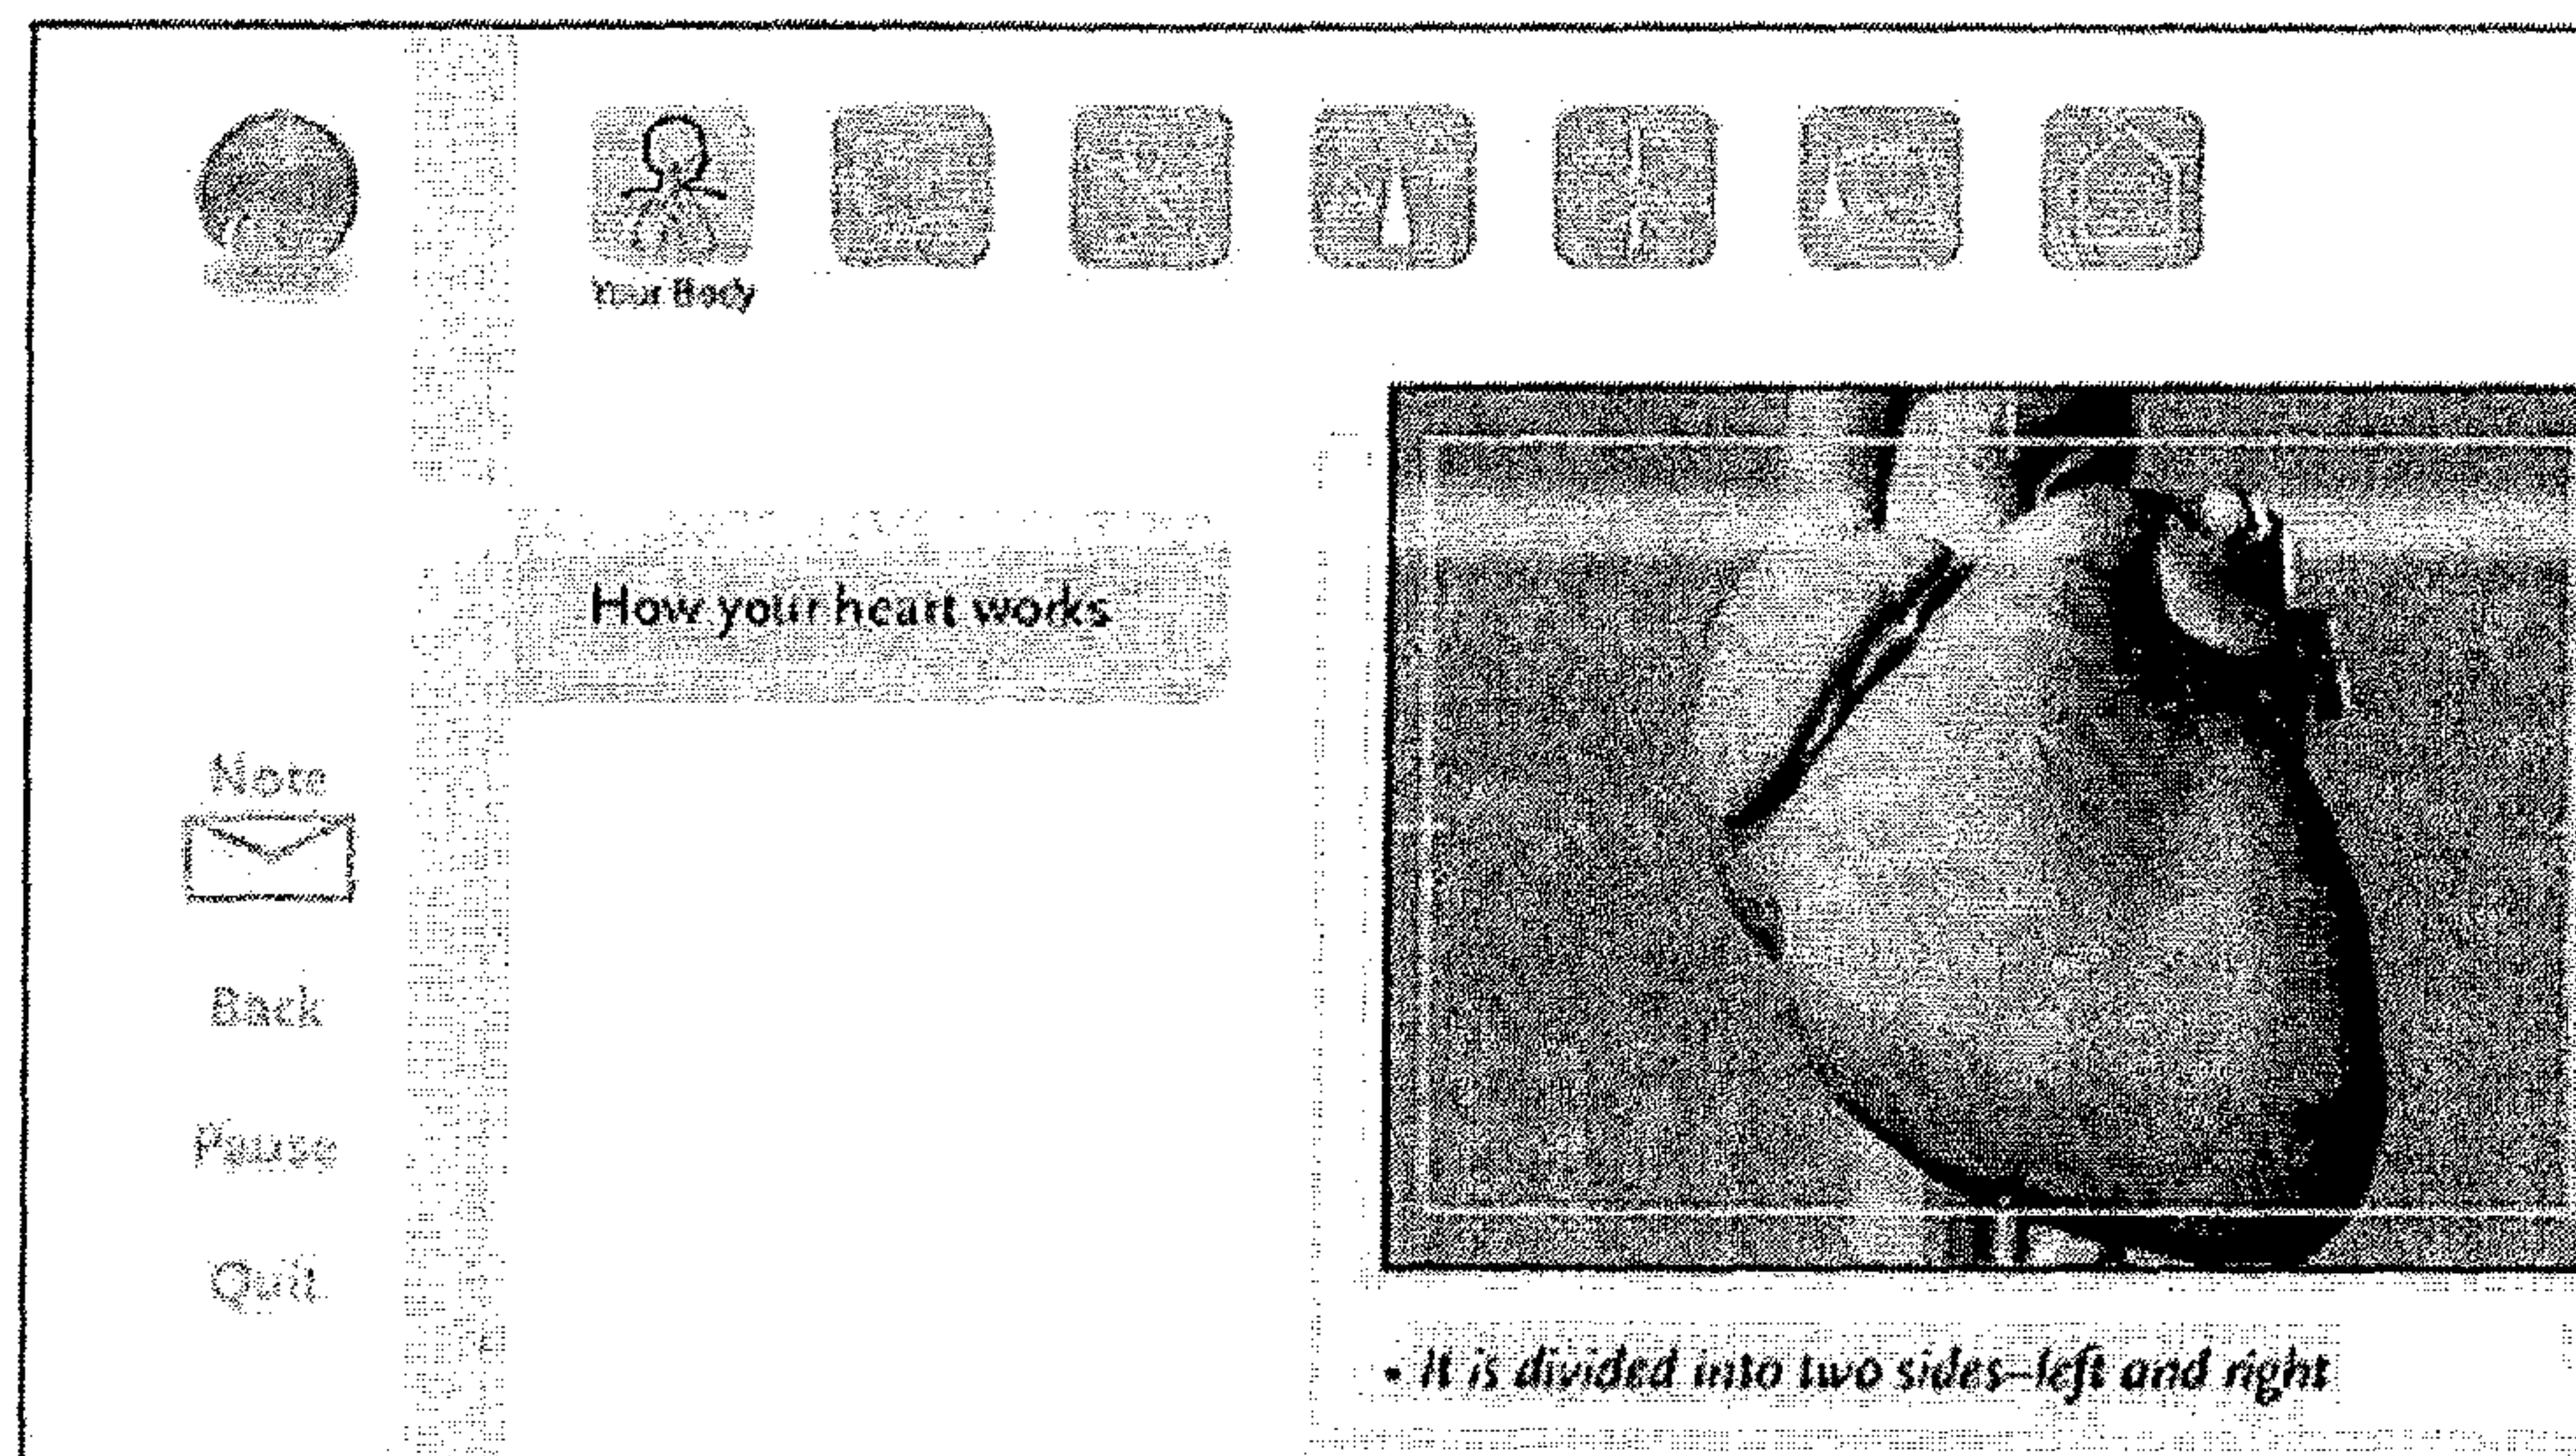 Your Body
How your heart works
Note
Back
Pause
Quit
• It is divided into two sides–left and right